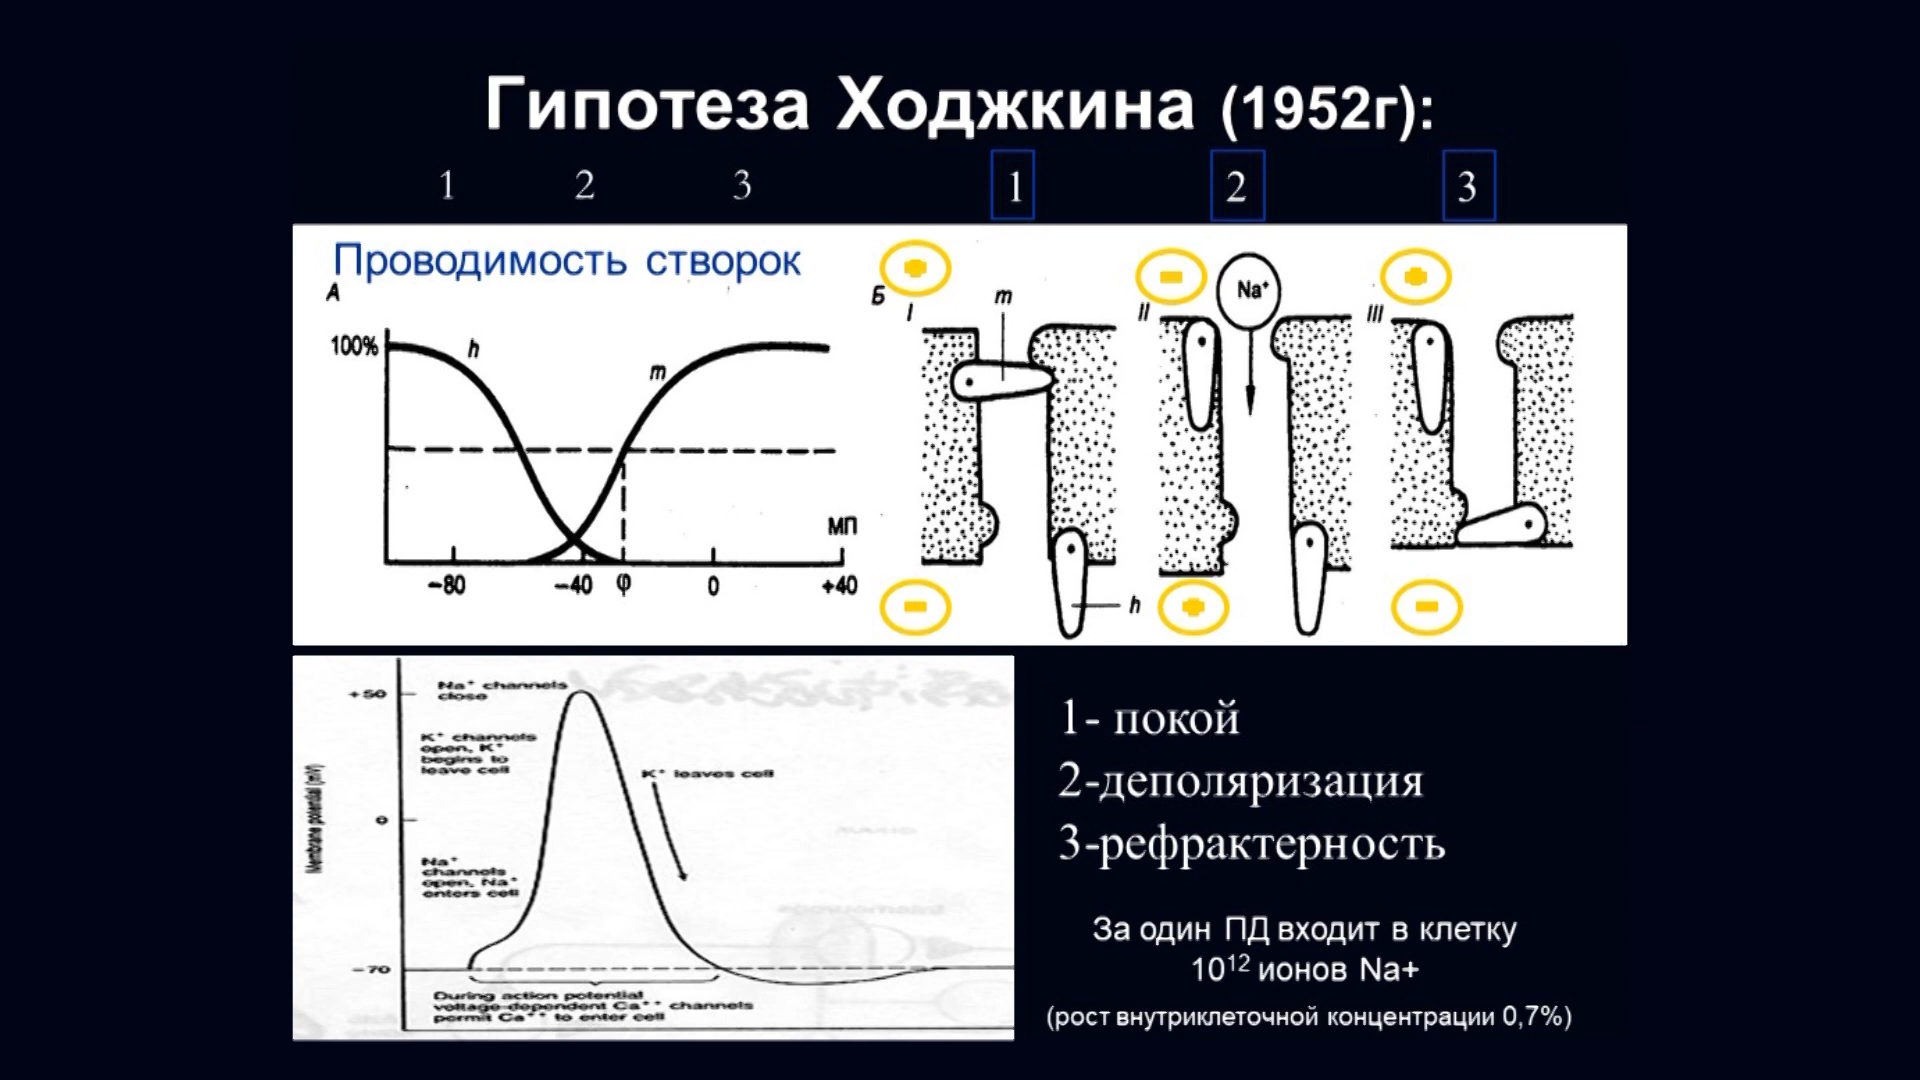 Гипотеза Ходжкина (1952г):
1 2 3 1 2 3
Проводимость створок
А
100%
h
m
МП
−80 −40 φ 0 +40
Б
I
m
h
II
Na⁺
III
+50
0
−70
Membrane potential (mV)
Na⁺ channels
close
K⁺ channels
open, K⁺
begins to
leave cell
K⁺ leaves cell
Na⁺
channels
open, Na⁺
enters cell
During action potential
voltage-dependent Ca⁺⁺ channels
permit Ca⁺⁺ to enter cell
1- покой
2-деполяризация
3-рефрактерность
За один ПД входит в клетку
10¹² ионов Na+
(рост внутриклеточной концентрации 0,7%)